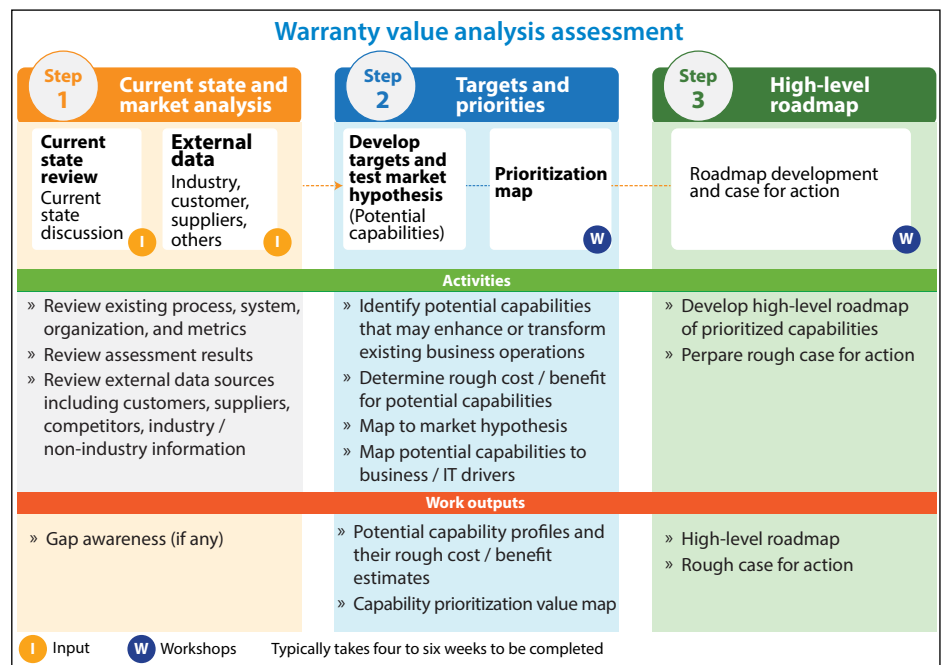 Warranty value analysis assessment
Step
1
Current state and
market analysis
Step
2
Targets and
priorities
Step
3
High-level
roadmap
Current
state
review
Current
state
discussion
I
External
data
Industry,
customer,
suppliers,
others
I
Develop
targets and
test market
hypothesis
(Potential
capabilities)
Prioritization
map
W
Roadmap development
and case for action
W
Activities
» Review existing process, system,
organization, and metrics
» Review assessment results
» Review external data sources
including customers, suppliers,
competitors, industry /
non-industry information
» Identify potential capabilities
that may enhance or transform
existing business operations
» Determine rough cost / benefit
for potential capabilities
» Map to market hypothesis
» Map potential capabilities to
business / IT drivers
» Develop high-level roadmap
of prioritized capabilities
» Perpare rough case for action
Work outputs
» Gap awareness (if any)
» Potential capability profiles and
their rough cost / benefit
estimates
» Capability prioritization value map
» High-level roadmap
» Rough case for action
I Input
W Workshops
Typically takes four to six weeks to be completed